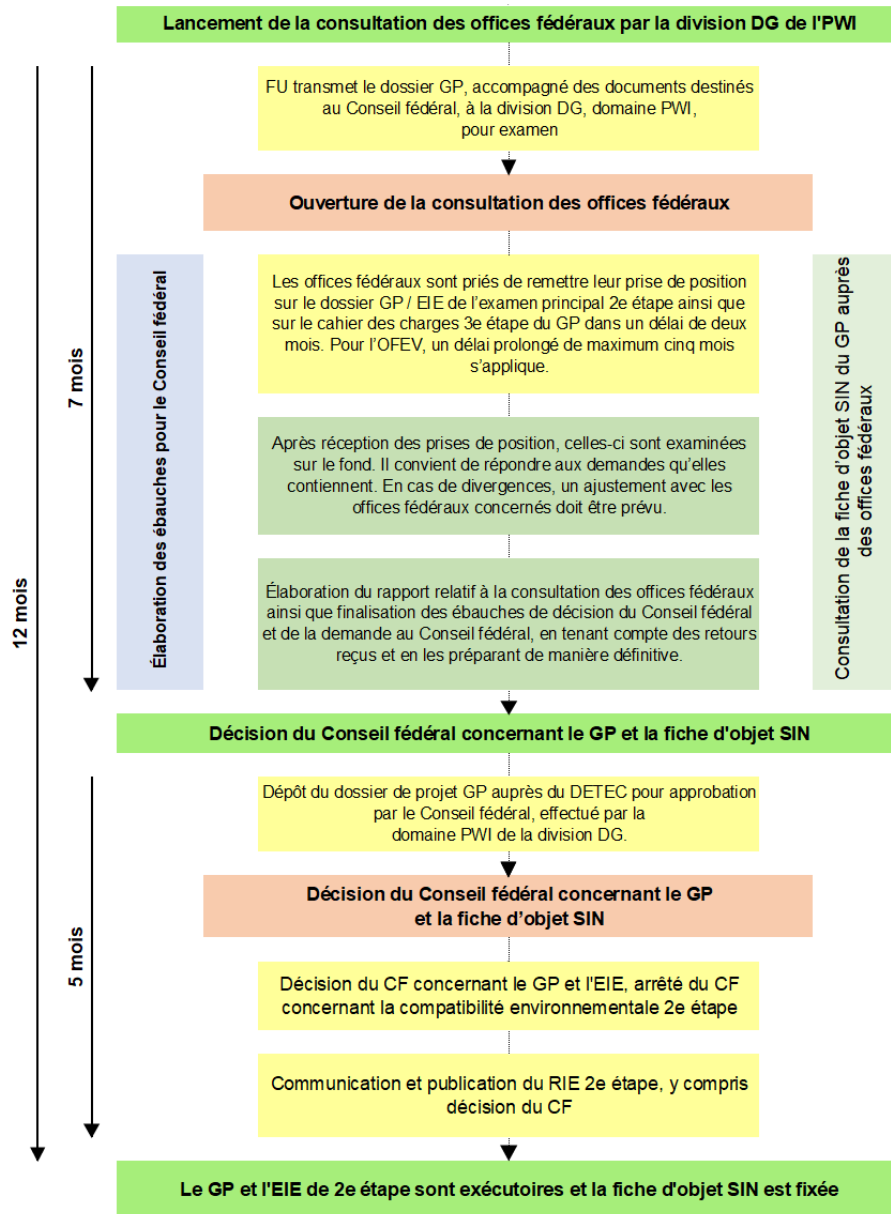 Lancement de la consultation des offices fédéraux par la division DG de l'PWI
FU transmet le dossier GP, accompagné des documents destinés
au Conseil fédéral, à la division DG, domaine PWI,
pour examen
Ouverture de la consultation des offices fédéraux
7 mois
12 mois
Élaboration des ébauches pour le Conseil fédéral
Les offices fédéraux sont priés de remettre leur prise de position
sur le dossier GP / EIE de l’examen principal 2e étape ainsi que
sur le cahier des charges 3e étape du GP dans un délai de deux
mois. Pour l’OFEV, un délai prolongé de maximum cinq mois
s’applique.
Après réception des prises de position, celles-ci sont examinées
sur le fond. Il convient de répondre aux demandes qu’elles
contiennent. En cas de divergences, un ajustement avec les
offices fédéraux concernés doit être prévu.
Élaboration du rapport relatif à la consultation des offices fédéraux
ainsi que finalisation des ébauches de décision du Conseil fédéral
et de la demande au Conseil fédéral, en tenant compte des retours
reçus et en les préparant de manière définitive.
Consultation de la fiche d'objet SIN du GP auprès
des offices fédéraux
Décision du Conseil fédéral concernant le GP et la fiche d'objet SIN
5 mois
Dépôt du dossier de projet GP auprès du DETEC pour approbation
par le Conseil fédéral, effectué par la
domaine PWI de la division DG.
Décision du Conseil fédéral concernant le GP
et la fiche d’objet SIN
Décision du CF concernant le GP et l'EIE, arrêté du CF
concernant la compatibilité environnementale 2e étape
Communication et publication du RIE 2e étape, y compris
décision du CF
Le GP et l'EIE de 2e étape sont exécutoires et la fiche d'objet SIN est fixée